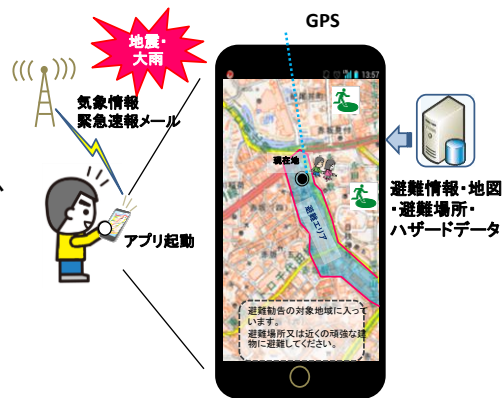 GPS
地震・
大雨
気象情報
緊急速報メール
アプリ起動
13:57
現在地
避難エリア
避難勧告の対象地域に入って
います。
避難場所又は近くの頑強な建
物に避難してください。
避難情報・地図
・避難場所・
ハザードデータ